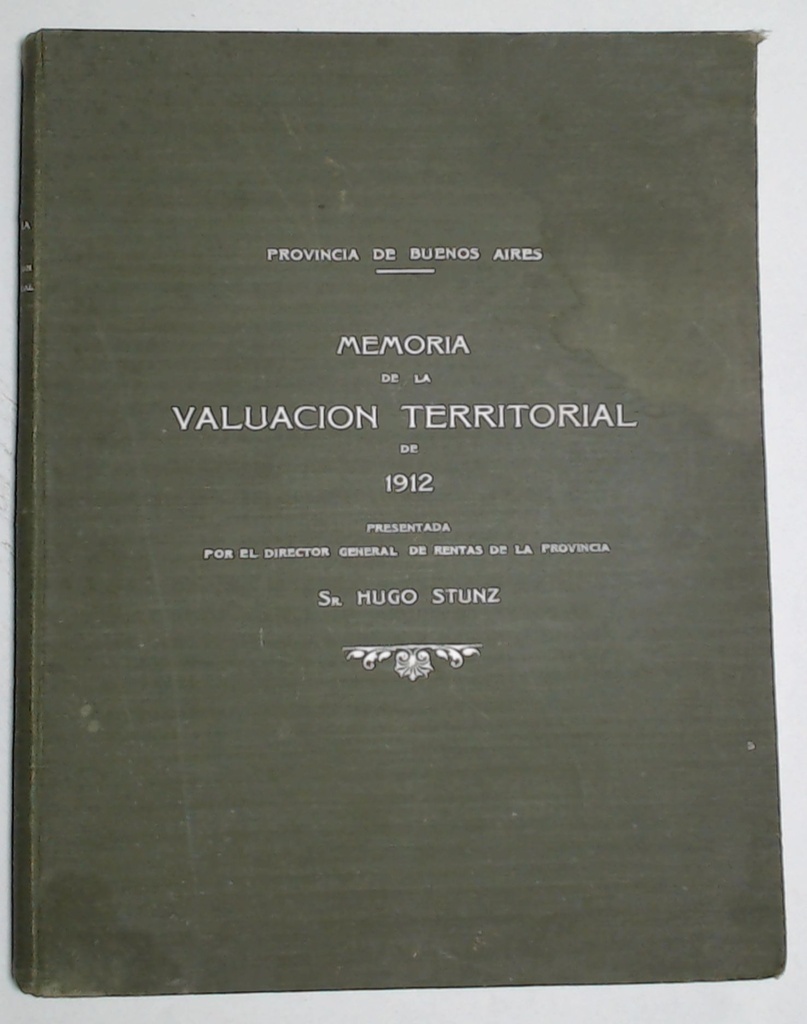 PROVINCIA DE BUENOS AIRES
MEMORIA
DE LA
VALUACION TERRITORIAL
DE
1912
PRESENTADA
POR EL DIRECTOR GENERAL DE RENTAS DE LA PROVINCIA
SR. HUGO STUNZ